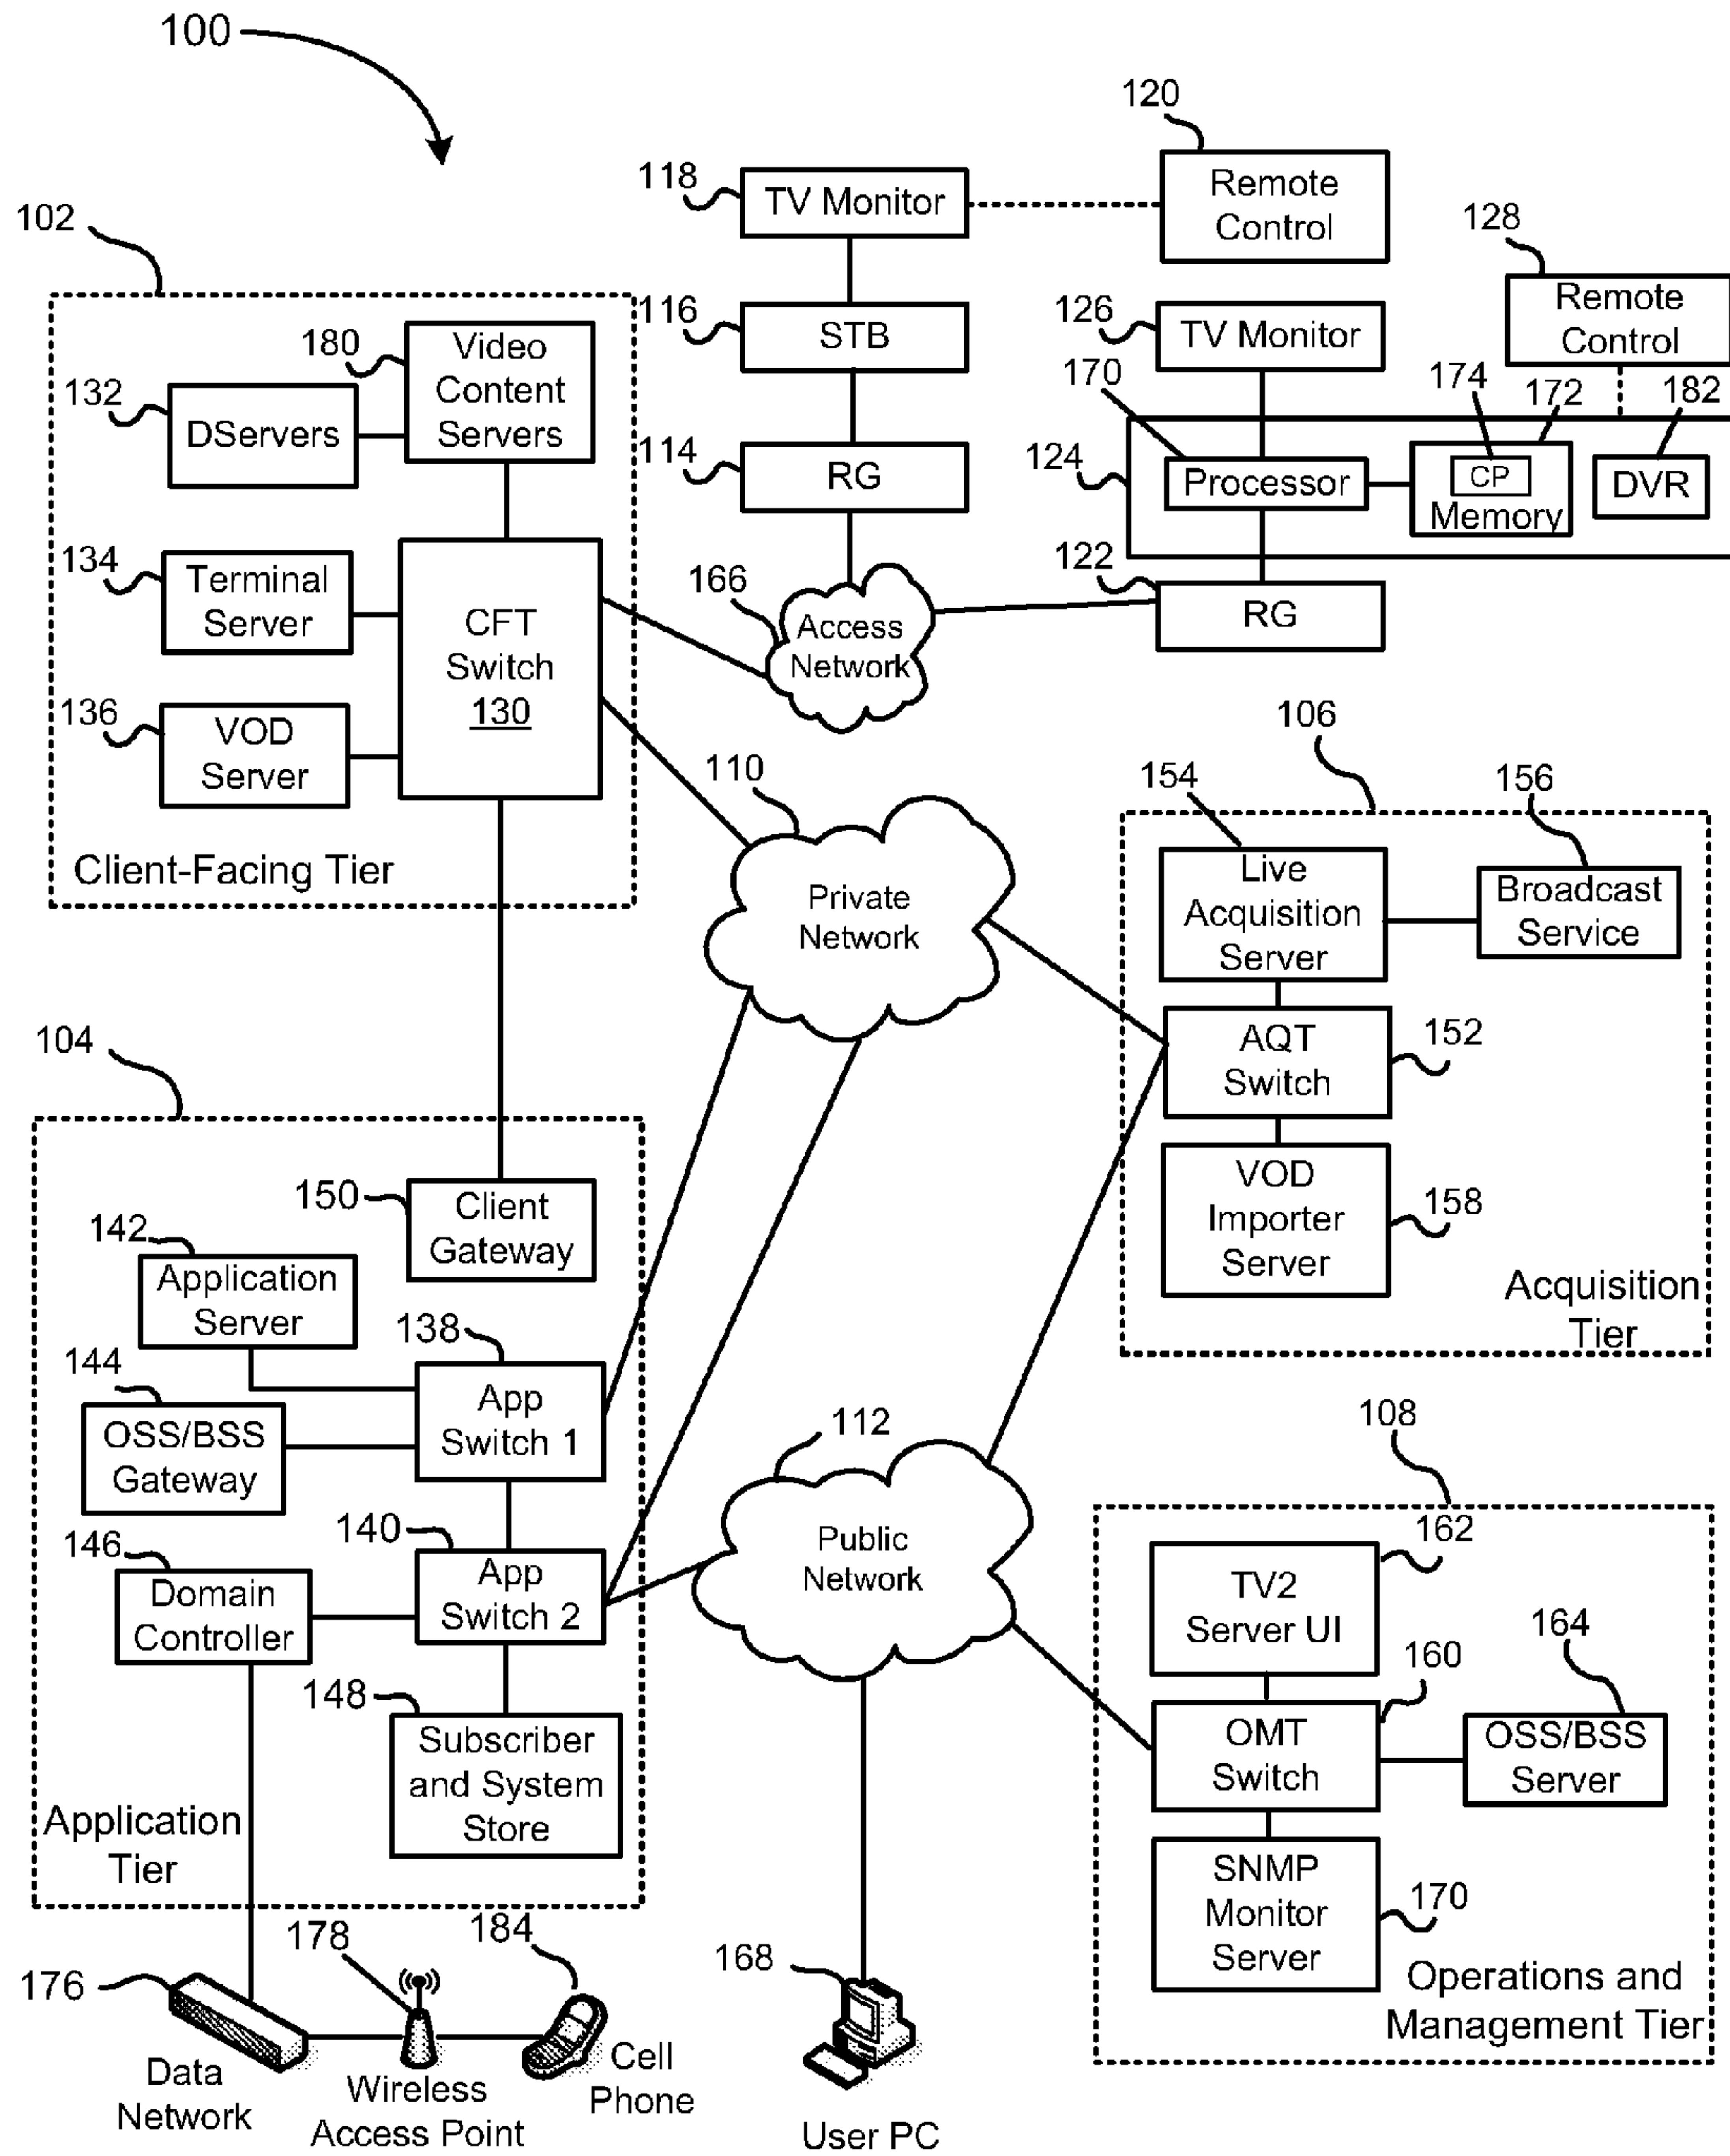 100
120
118
TV Monitor
Remote
Control
102
128
Remote
Control
116
STB
126
TV Monitor
180
Video
Content
Servers
132
DServers
170
174
172
182
114
RG
124
Processor
CP
Memory
DVR
134
Terminal
Server
CFT
Switch
130
166
Access
Network
122
RG
136
VOD
Server
Client-Facing Tier
110
Private
Network
106
154
156
Live
Acquisition
Server
Broadcast
Service
AQT
Switch
152
VOD
Importer
Server
158
Acquisition
Tier
104
150
Client
Gateway
142
Application
Server
138
App
Switch 1
144
OSS/BSS
Gateway
140
App
Switch 2
146
Domain
Controller
148
Subscriber
and System
Store
Application
Tier
112
Public
Network
108
162
TV2
Server UI
160
OMT
Switch
164
OSS/BSS
Server
SNMP
Monitor
Server
170
Operations and
Management Tier
176
Data
Network
178
Wireless
Access Point
184
Cell
Phone
168
User PC